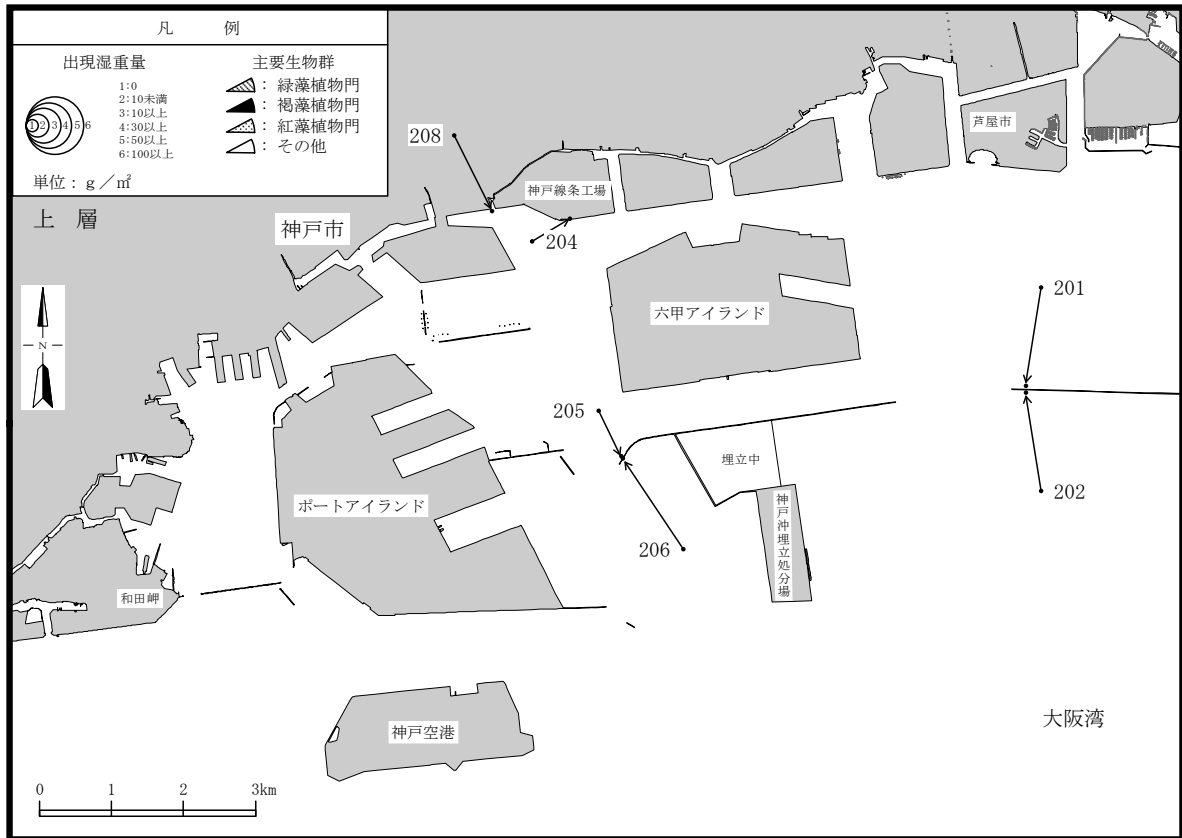 凡　例
出現湿重量
1:0
2:10未満
3:10以上
4:30以上
5:50以上
6:100以上
1 2 3 4 5 6
単位：ｇ／㎡
主要生物群
：緑藻植物門
：褐藻植物門
：紅藻植物門
：その他
上　層
芦屋市
208
神戸線条工場
神戸市
204
201
六甲アイランド
N
205
埋立中
ポートアイランド
202
神戸沖埋立処分場
206
和田岬
大阪湾
神戸空港
0 1 2 3km